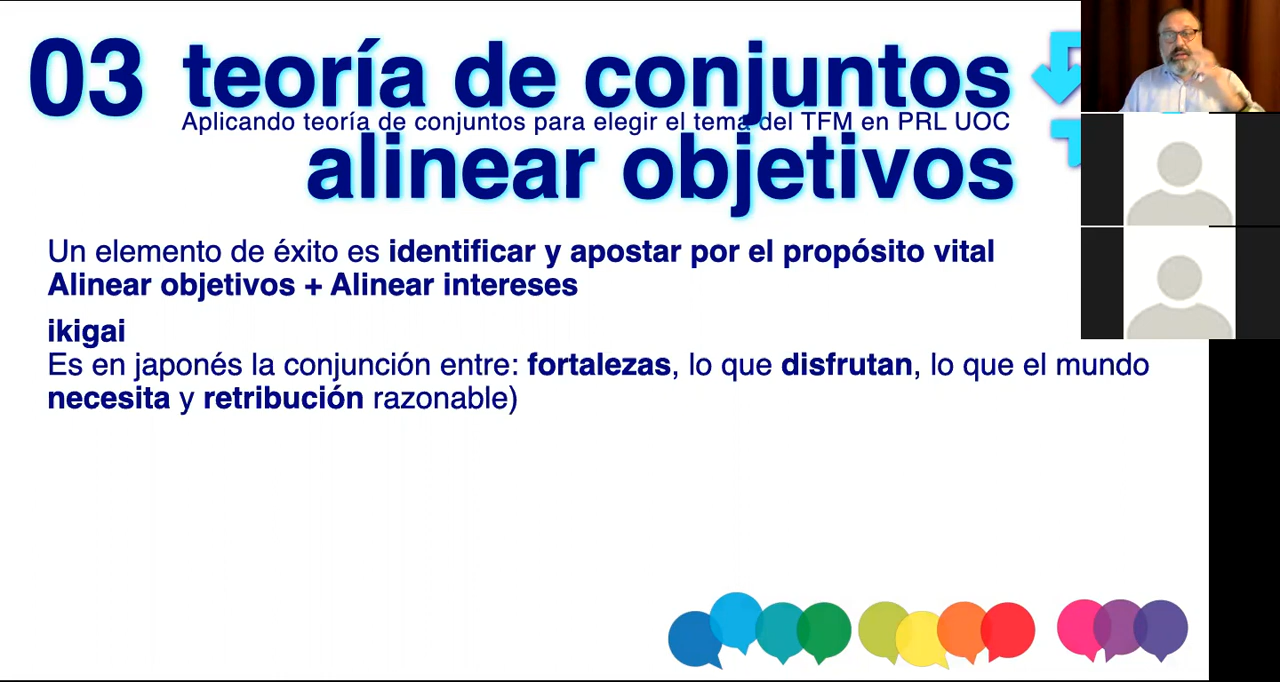 03 teoría de conjuntos
Aplicando teoría de conjuntos para elegir el tema del TFM en PRL UOC
alinear objetivos
Un elemento de éxito es identificar y apostar por el propósito vital
Alinear objetivos + Alinear intereses
ikigai
Es en japonés la conjunción entre: fortalezas, lo que disfrutan, lo que el mundo
necesita y retribución razonable)